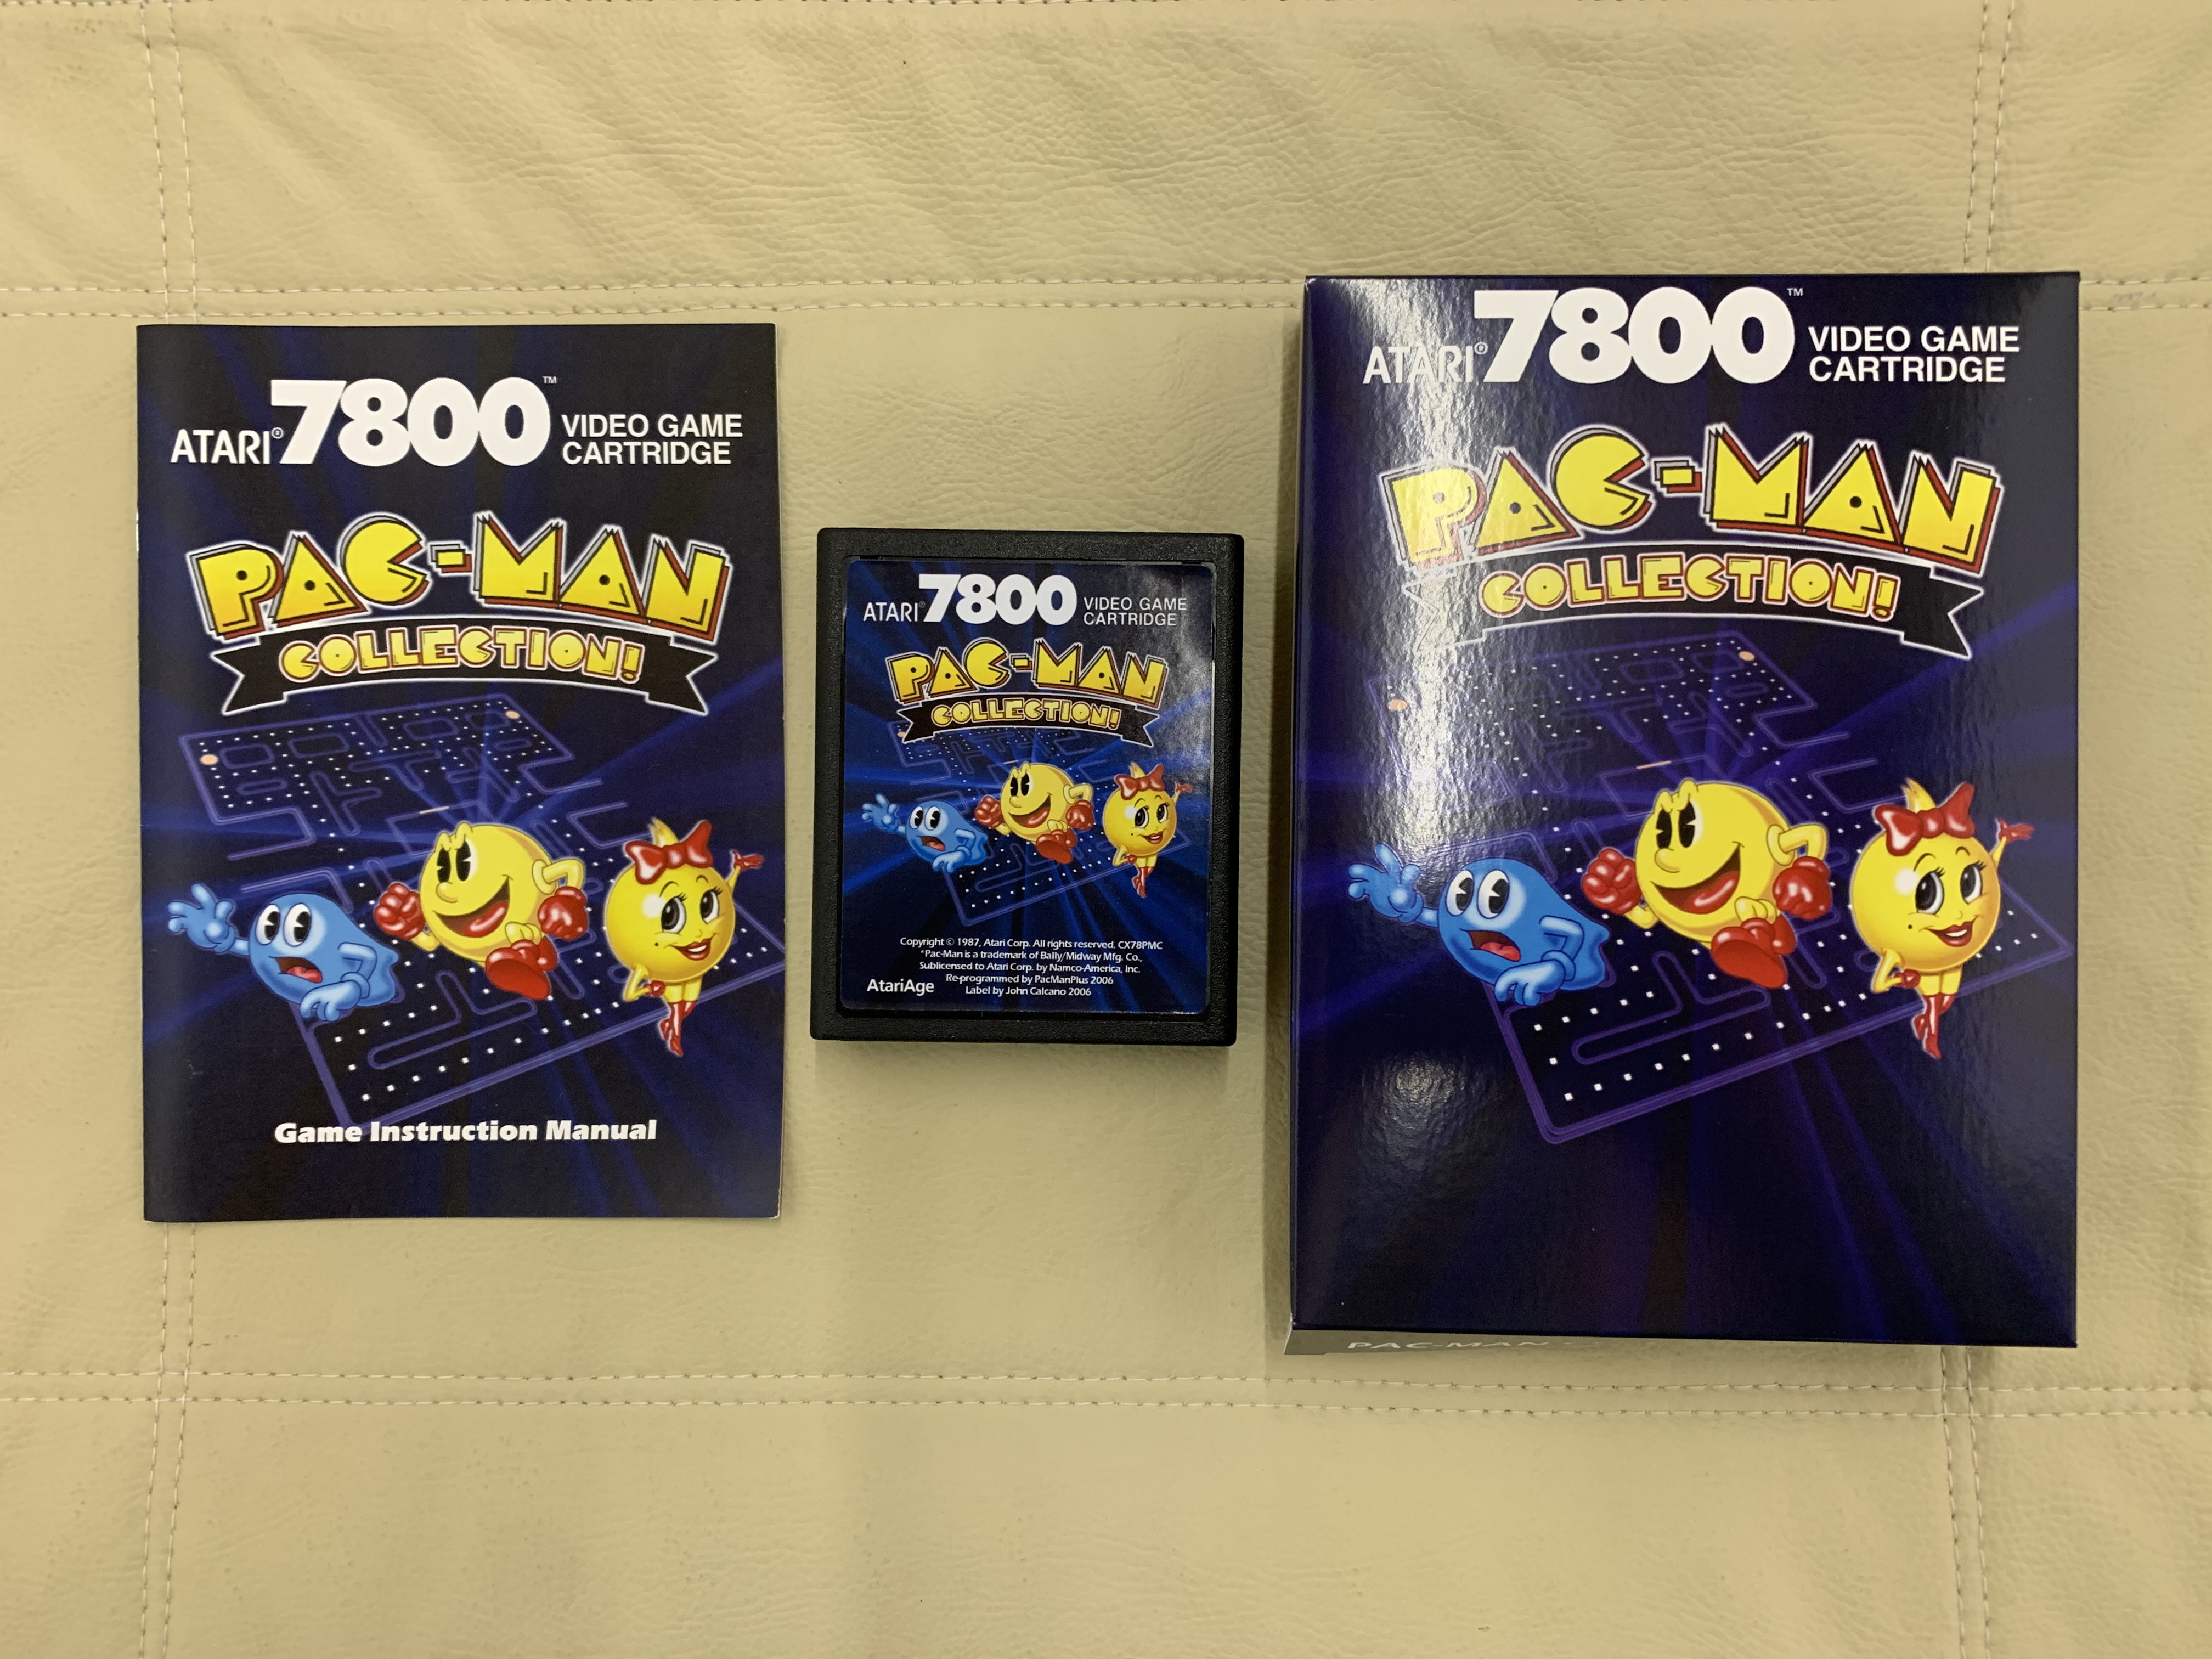 ATARI® 7800™ VIDEO GAME CARTRIDGE
PAC-MAN
COLLECTION!
Game Instruction Manual
ATARI® 7800 VIDEO GAME CARTRIDGE
PAC-MAN
COLLECTION!
Copyright © 1987, Atari Corp. All rights reserved. CX78PMC
*Pac-Man is a trademark of Bally/Midway Mfg. Co.,
Sublicensed to Atari Corp. by Namco-America, Inc.
Re-programmed by PacManPlus 2006
AtariAge
Label by John Calcano 2006
ATARI® 7800™ VIDEO GAME CARTRIDGE
PAC-MAN
COLLECTION!
PAC-MAN